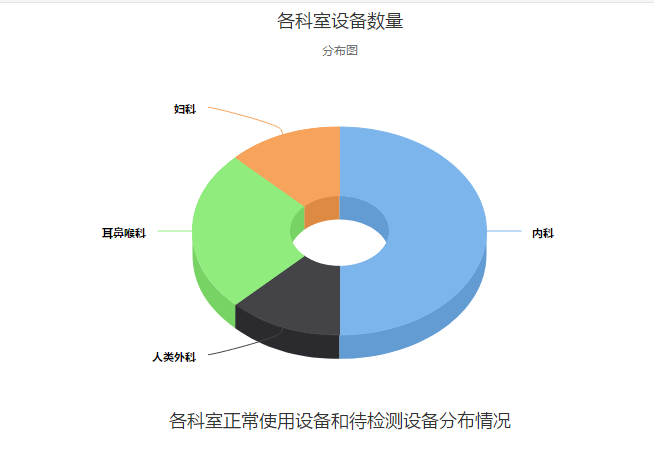 各科室设备数量
分布图
妇科
耳鼻喉科
内科
人类外科
各科室正常使用设备和待检测设备分布情况